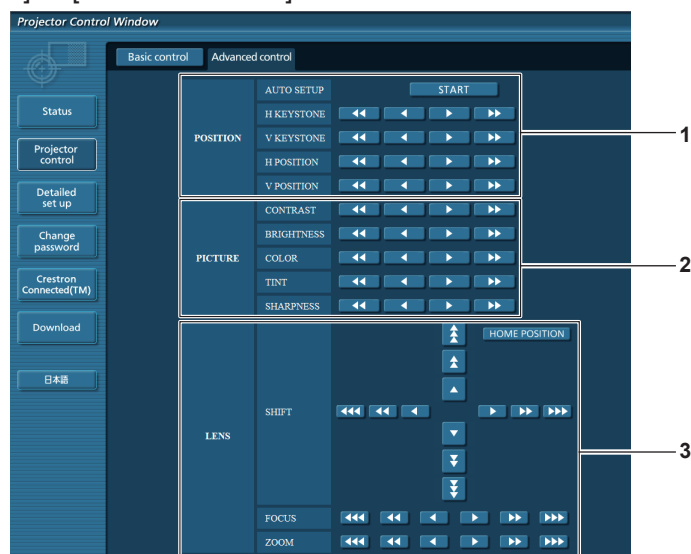 Projector Control Window
Basic control
Advanced control
Status
Projector
control
Detailed
set up
Change
password
Crestron
Connected(TM)
Download
日本語
POSITION
AUTO SETUP
START
H KEYSTONE
V KEYSTONE
H POSITION
V POSITION
1
PICTURE
CONTRAST
BRIGHTNESS
COLOR
TINT
SHARPNESS
2
LENS
SHIFT
HOME POSITION
FOCUS
ZOOM
3